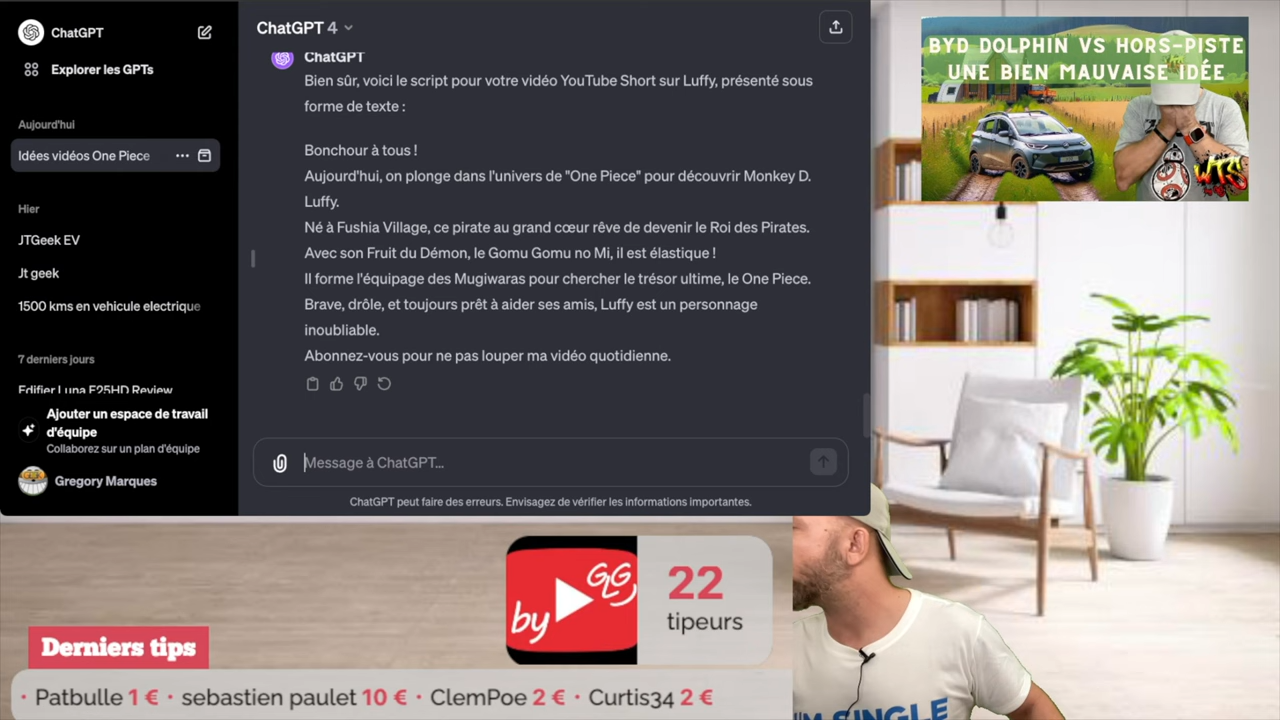 ChatGPT
Explorer les GPTs
Aujourd'hui
Idées vidéos One Piece
Hier
JTGeek EV
Jt geek
1500 kms en vehicule electrique
7 derniers jours
Edifier Luna E25HD Review
Ajouter un espace de travail
d'équipe
Collaborez sur un plan d'équipe
Gregory Marques
ChatGPT 4
ChatGPT
Bien sûr, voici le script pour votre vidéo YouTube Short sur Luffy, présenté sous
forme de texte :
Bonchour à tous !
Aujourd'hui, on plonge dans l'univers de "One Piece" pour découvrir Monkey D.
Luffy.
Né à Fushia Village, ce pirate au grand cœur rêve de devenir le Roi des Pirates.
Avec son Fruit du Démon, le Gomu Gomu no Mi, il est élastique !
Il forme l'équipage des Mugiwaras pour chercher le trésor ultime, le One Piece.
Brave, drôle, et toujours prêt à aider ses amis, Luffy est un personnage
inoubliable.
Abonnez-vous pour ne pas louper ma vidéo quotidienne.
Message à ChatGPT...
ChatGPT peut faire des erreurs. Envisagez de vérifier les informations importantes.
BYD DOLPHIN VS HORS-PISTE
UNE BIEN MAUVAISE IDÉE
by GLG
22
tipeurs
Derniers tips
· Patbulle 1 € · sebastien paulet 10 € · ClemPoe 2 € · Curtis34 2 €
I'M SINGLE